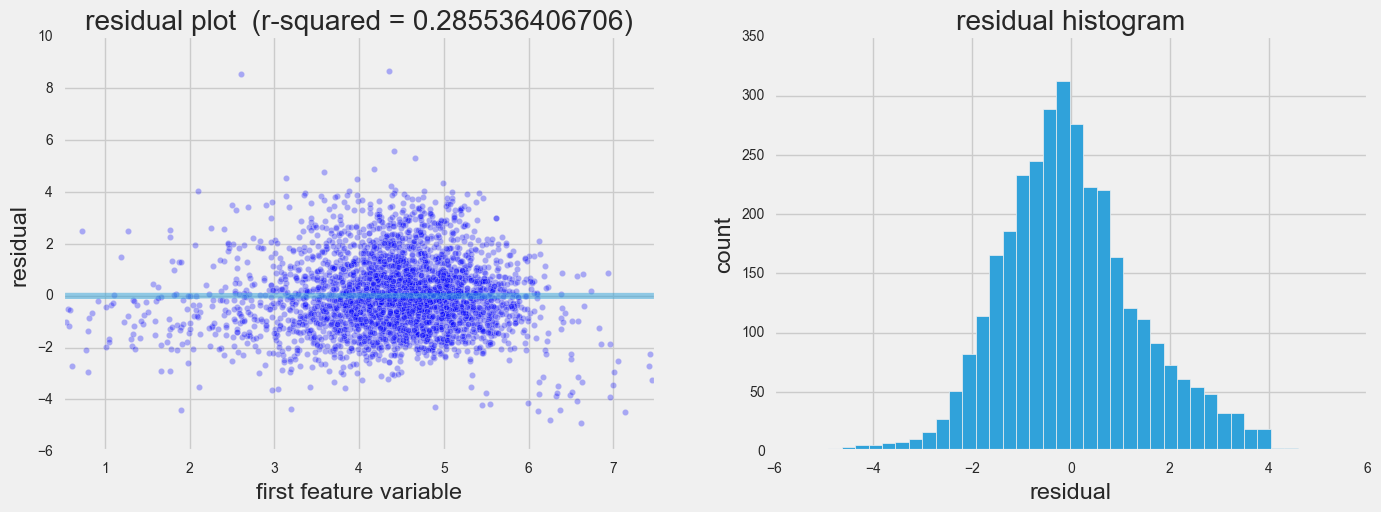 residual plot  (r-squared = 0.285536406706)
10
8
6
4
2
0
−2
−4
−6
residual
1 2 3 4 5 6 7
first feature variable
residual histogram
350
300
250
200
150
100
50
0
count
−6 −4 −2 0 2 4 6
residual